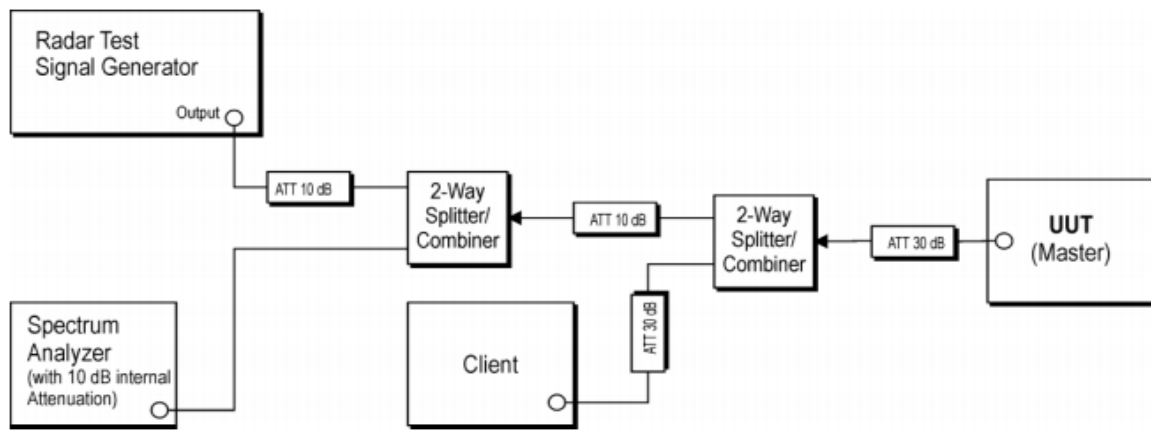 Radar Test
Signal Generator
Output
ATT 10 dB
2-Way
Splitter/
Combiner
ATT 10 dB
2-Way
Splitter/
Combiner
ATT 30 dB
UUT
(Master)
Spectrum
Analyzer
(with 10 dB internal
Attenuation)
Client
ATT 30 dB